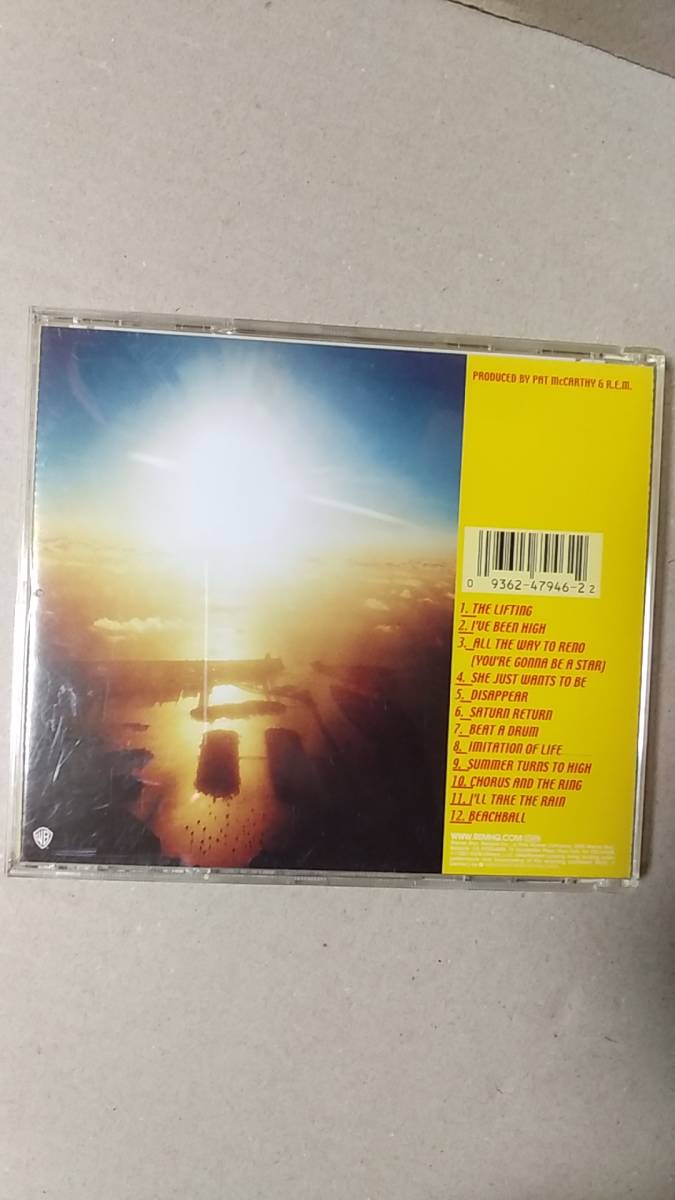 PRODUCED BY PAT McCARTHY & R.E.M.
0 9362-47946-2 2
1. THE LIFTING
2. I'VE BEEN HIGH
3. ALL THE WAY TO RENO
(YOU'RE GONNA BE A STAR)
4. SHE JUST WANTS TO BE
5. DISAPPEAR
6. SATURN RETURN
7. BEAT A DRUM
8. IMITATION OF LIFE
9. SUMMER TURNS TO HIGH
10. CHORUS AND THE RING
11. I'LL TAKE THE RAIN
12. BEACHBALL
WWW.REMHQ.COM
WB